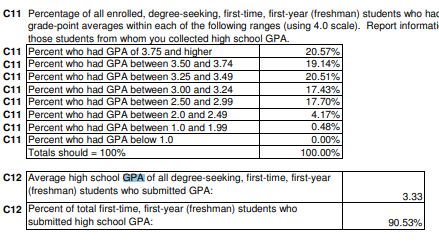 C11 Percentage of all enrolled, degree-seeking, first-time, first-year (freshman) students who had
grade-point averages within each of the following ranges (using 4.0 scale). Report
those students from whom you collected high school GPA.
C11 Percent who had GPA of 3.75 and higher 20.57%
C11 Percent who had GPA between 3.50 and 3.74 19.14%
C11 Percent who had GPA between 3.25 and 3.49 20.51%
C11 Percent who had GPA between 3.00 and 3.24 17.43%
C11 Percent who had GPA between 2.50 and 2.99 17.70%
C11 Percent who had GPA between 2.0 and 2.49 4.17%
C11 Percent who had GPA between 1.0 and 1.99 0.48%
C11 Percent who had GPA below 1.0 0.00%
Totals should = 100% 100.00%
C12 Average high school GPA of all degree-seeking, first-time, first-year
(freshman) students who submitted GPA: 3.33
C12 Percent of total first-time, first-year (freshman) students who
submitted high school GPA: 90.53%